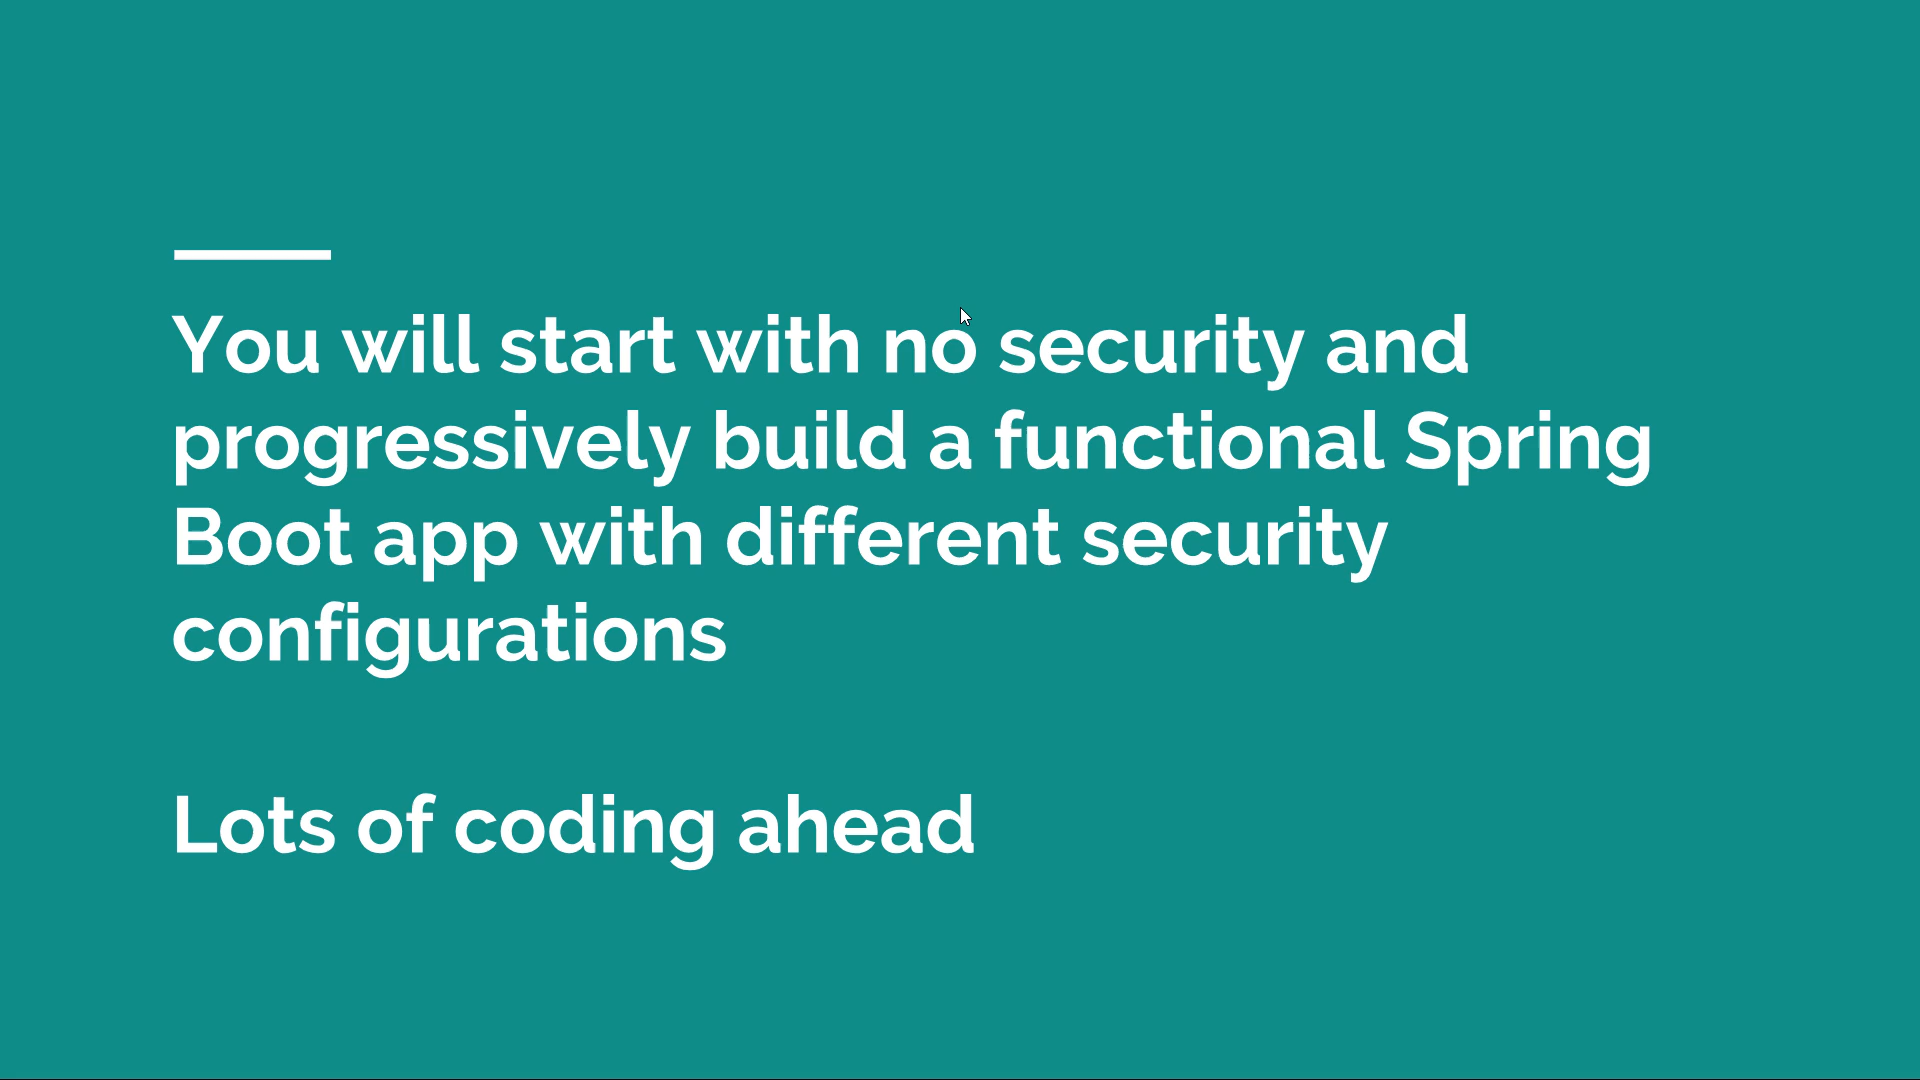 You will start with no security and
progressively build a functional Spring
Boot app with different security
configurations
Lots of coding ahead